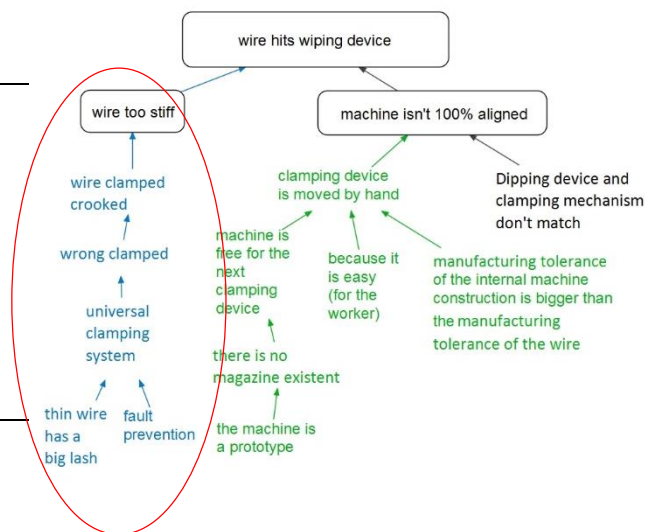 wire hits wiping device
wire too stiff
machine isn't 100% aligned
wire clamped
crooked
clamping device
is moved by hand
Dipping device and
clamping mechanism
don't match
wrong clamped
machine is
free for the
next
clamping
device
because it
is easy
(for the
worker)
manufacturing tolerance
of the internal machine
construction is bigger than
the manufacturing
tolerance of the wire
universal
clamping
system
there is no
magazine existent
thin wire
has a
big lash
fault
prevention
the machine is
a prototype